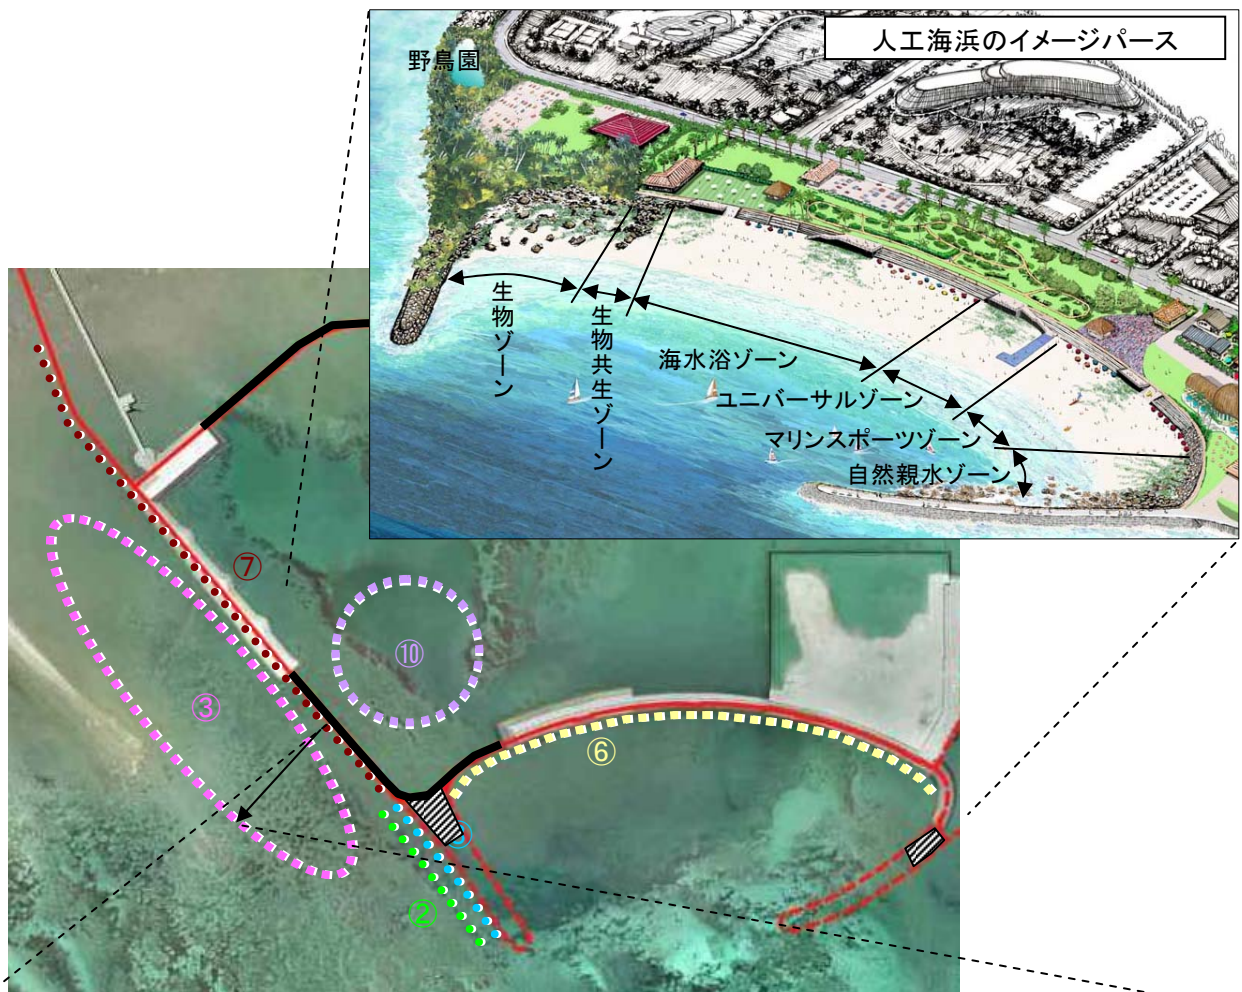 人工海浜のイメージパース
野鳥園
生物ゾーン
生物共生ゾーン
海水浴ゾーン
ユニバーサルゾーン
マリンスポーツゾーン
自然親水ゾーン
⑦
⑩
③
⑥
②